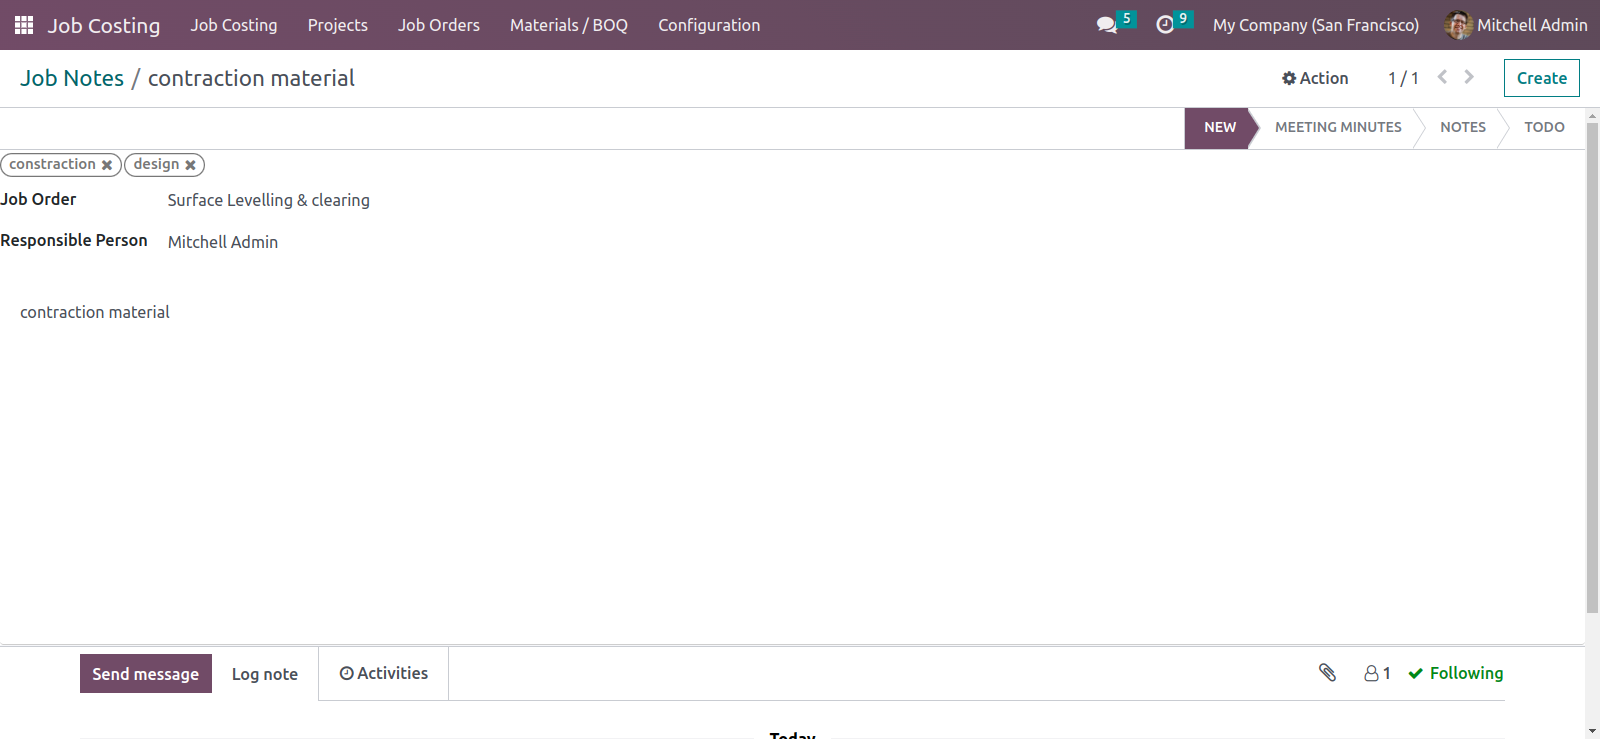 Job Costing Job Costing Projects Job Orders Materials / BOQ Configuration 5 9 My Company (San Francisco) Mitchell Admin
Job Notes / contraction material Action 1 / 1 Create
NEW MEETING MINUTES NOTES TODO
constraction design
Job Order Surface Levelling & clearing
Responsible Person Mitchell Admin
contraction material
Send message Log note Activities 1 Following
Today